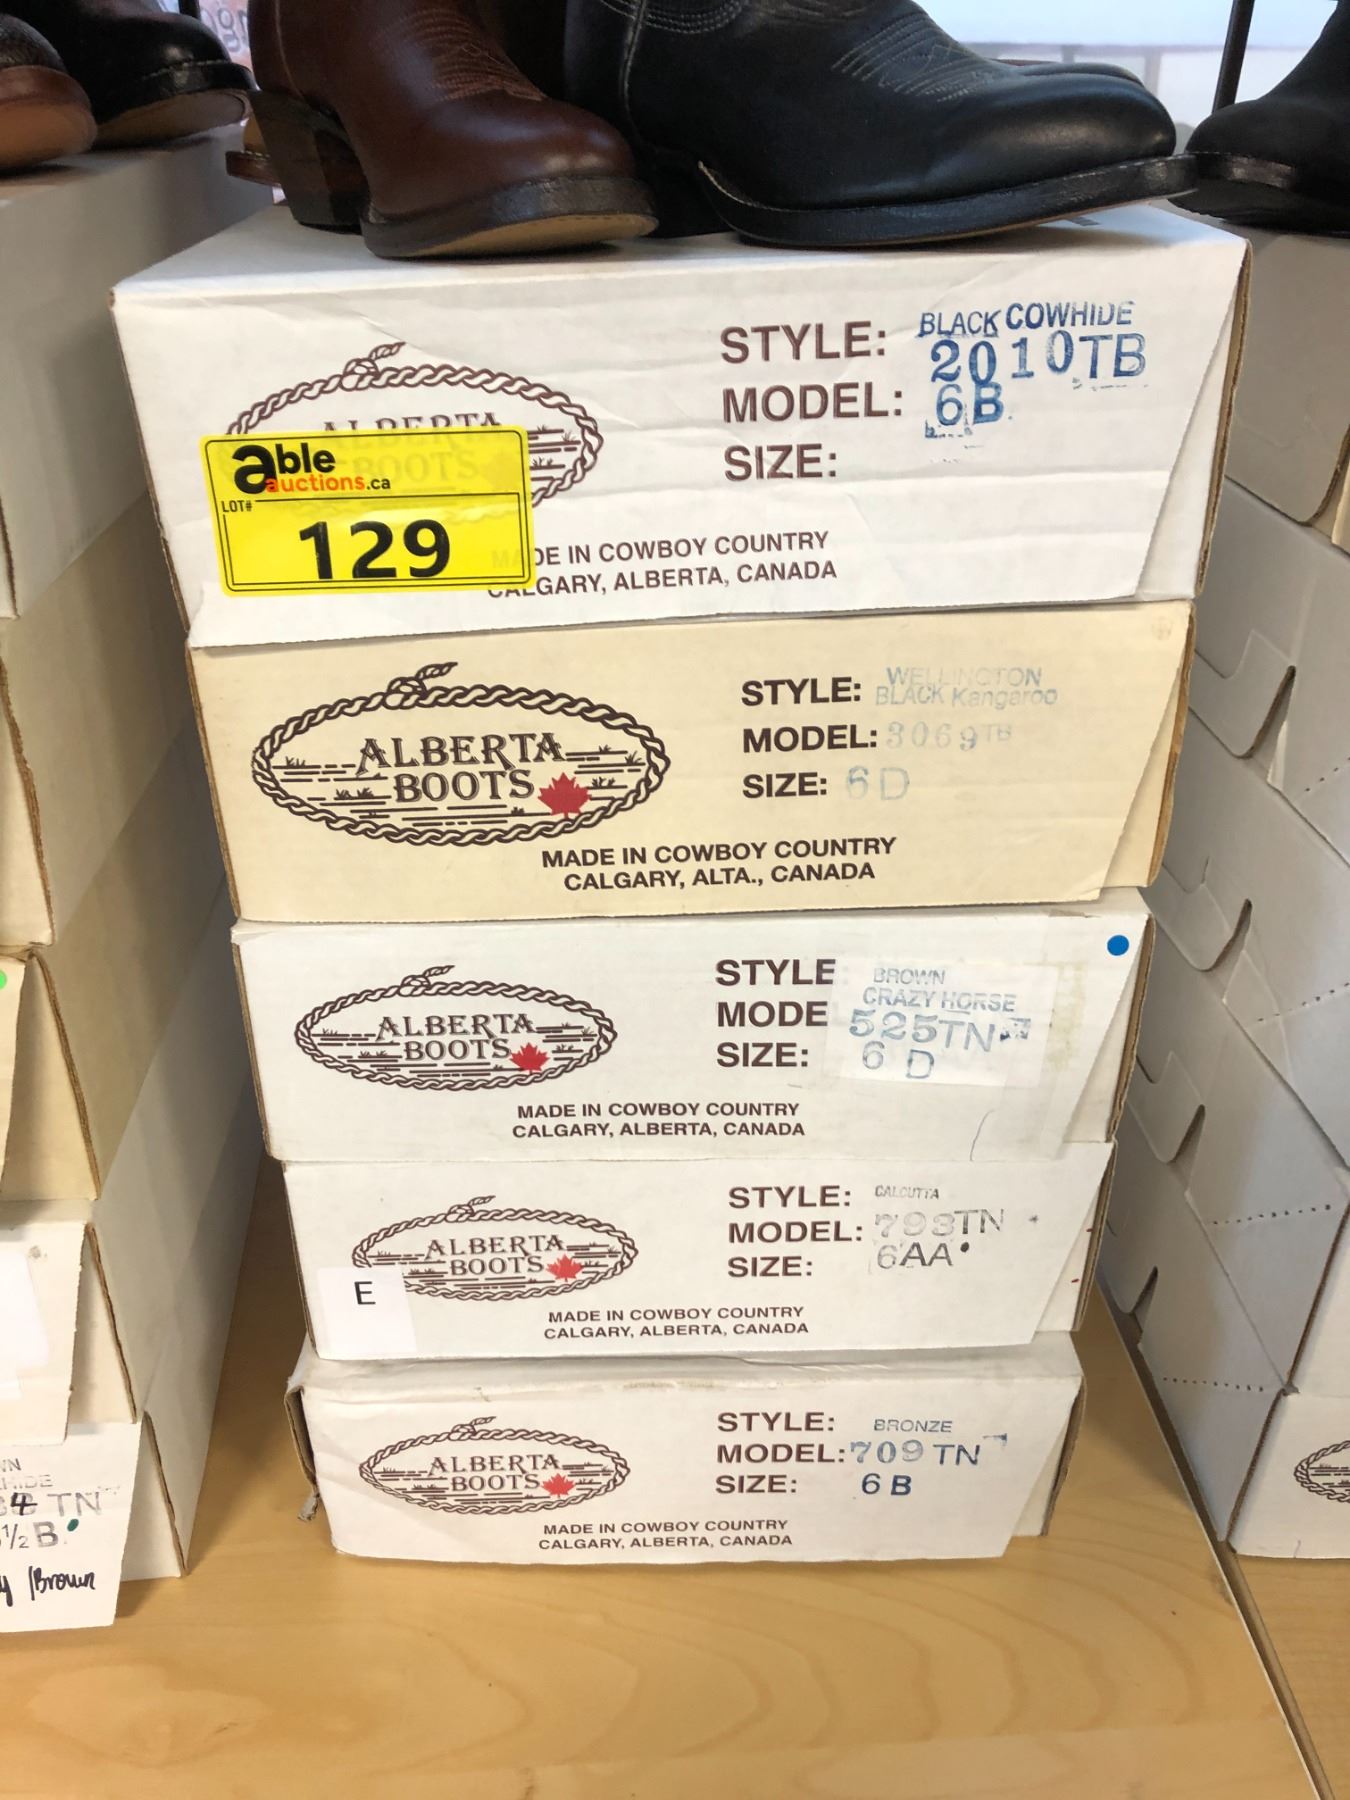 STYLE: BLACK COWHIDE
2010TB
MODEL: 6B
SIZE:
ALBERTA
BOOTS
able
auctions.ca
LOT#
129
MADE IN COWBOY COUNTRY
CALGARY, ALBERTA, CANADA
WELLINGTON
STYLE: BLACK Kangaroo
MODEL: 3069TB
SIZE: 6D
ALBERTA
BOOTS
MADE IN COWBOY COUNTRY
CALGARY, ALTA., CANADA
STYLE BROWN
CRAZY HORSE
MODE 525TN
SIZE: 6 D
ALBERTA
BOOTS
MADE IN COWBOY COUNTRY
CALGARY, ALBERTA, CANADA
STYLE: CALCUTTA
MODEL: 793TN
SIZE: 6AA
ALBERTA
BOOTS
E
MADE IN COWBOY COUNTRY
CALGARY, ALBERTA, CANADA
STYLE: BRONZE
MODEL: 709 TN
SIZE: 6 B
ALBERTA
BOOTS
MADE IN COWBOY COUNTRY
CALGARY, ALBERTA, CANADA
TN
1/2 B
/Brown